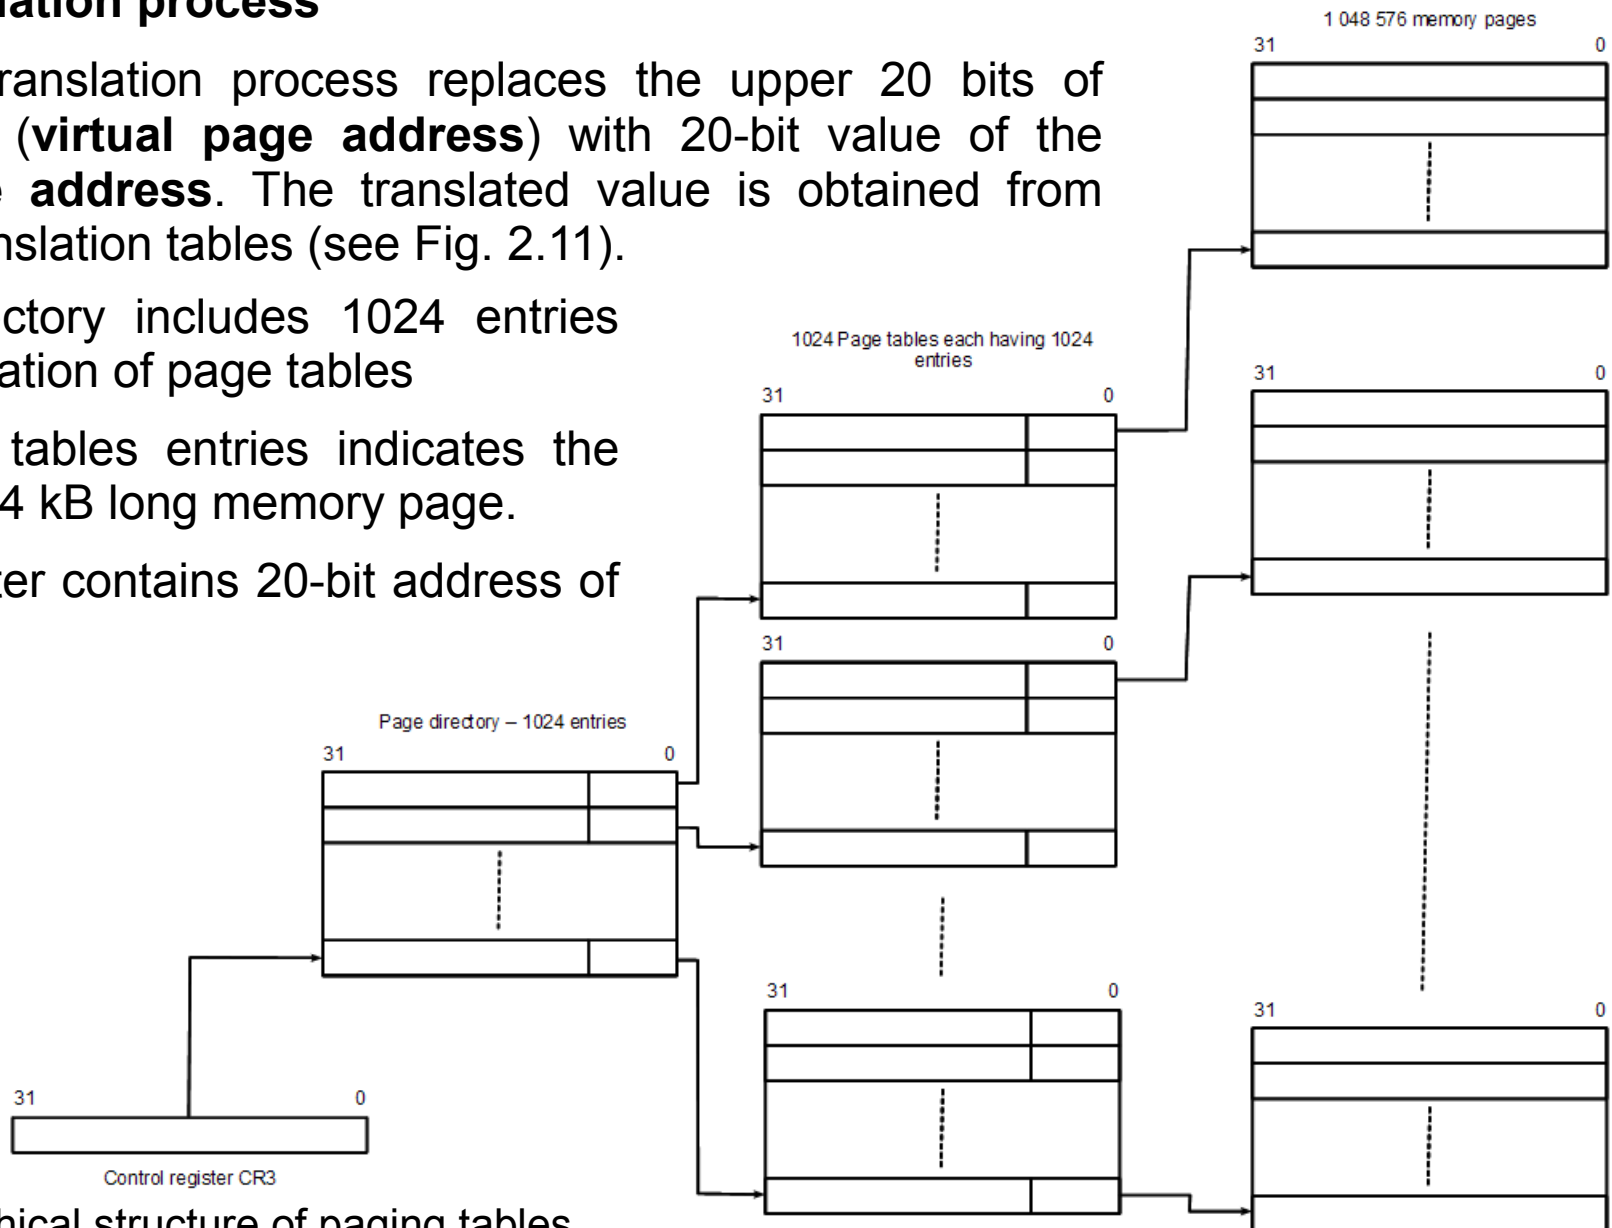 lation process
ranslation process replaces the upper 20 bits of
(virtual page address) with 20-bit value of the
e address. The translated value is obtained from
nslation tables (see Fig. 2.11).
ctory includes 1024 entries
ation of page tables
tables entries indicates the
4 kB long memory page.
ter contains 20-bit address of
1 048 576 memory pages
31 0
1024 Page tables each having 1024
entries
31 0
31 0
31 0
Page directory – 1024 entries
31 0
31 0
31 0
31 0
Control register CR3
hical structure of paging tables